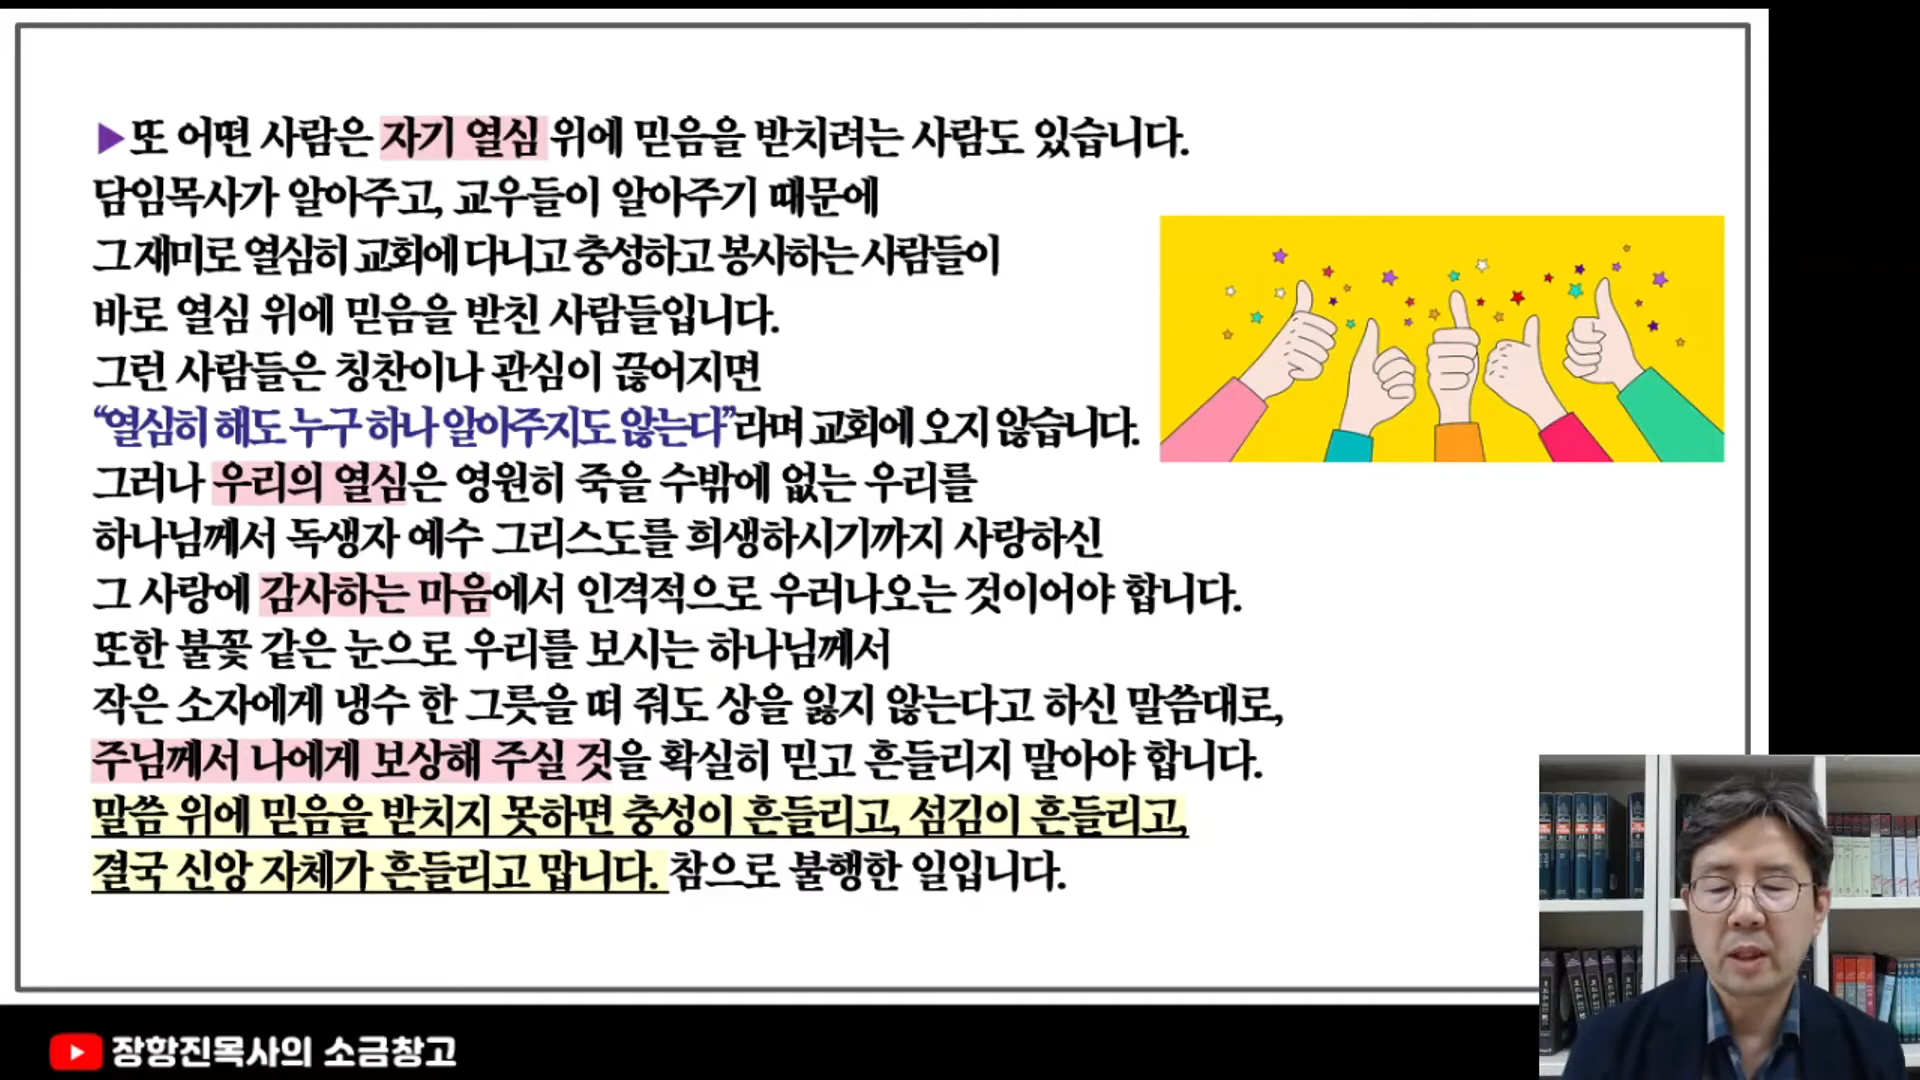 ▶또 어떤 사람은 자기 열심 위에 믿음을 받치려는 사람도 있습니다.
담임목사가 알아주고, 교우들이 알아주기 때문에
그 재미로 열심히 교회에 다니고 충성하고 봉사하는 사람들이
바로 열심 위에 믿음을 받친 사람들입니다.
그런 사람들은 칭찬이나 관심이 끊어지면
“열심히 해도 누구 하나 알아주지도 않는다”라며 교회에 오지 않습니다.
그러나 우리의 열심은 영원히 죽을 수밖에 없는 우리를
하나님께서 독생자 예수 그리스도를 희생하시기까지 사랑하신
그 사랑에 감사하는 마음에서 인격적으로 우러나오는 것이어야 합니다.
또한 불꽃 같은 눈으로 우리를 보시는 하나님께서
작은 소자에게 냉수 한 그릇을 떠 줘도 상을 잃지 않는다고 하신 말씀대로,
주님께서 나에게 보상해 주실 것을 확실히 믿고 흔들리지 말아야 합니다.
말씀 위에 믿음을 받치지 못하면 충성이 흔들리고, 섬김이 흔들리고,
결국 신앙 자체가 흔들리고 맙니다. 참으로 불행한 일입니다.
장항진목사의 소금창고